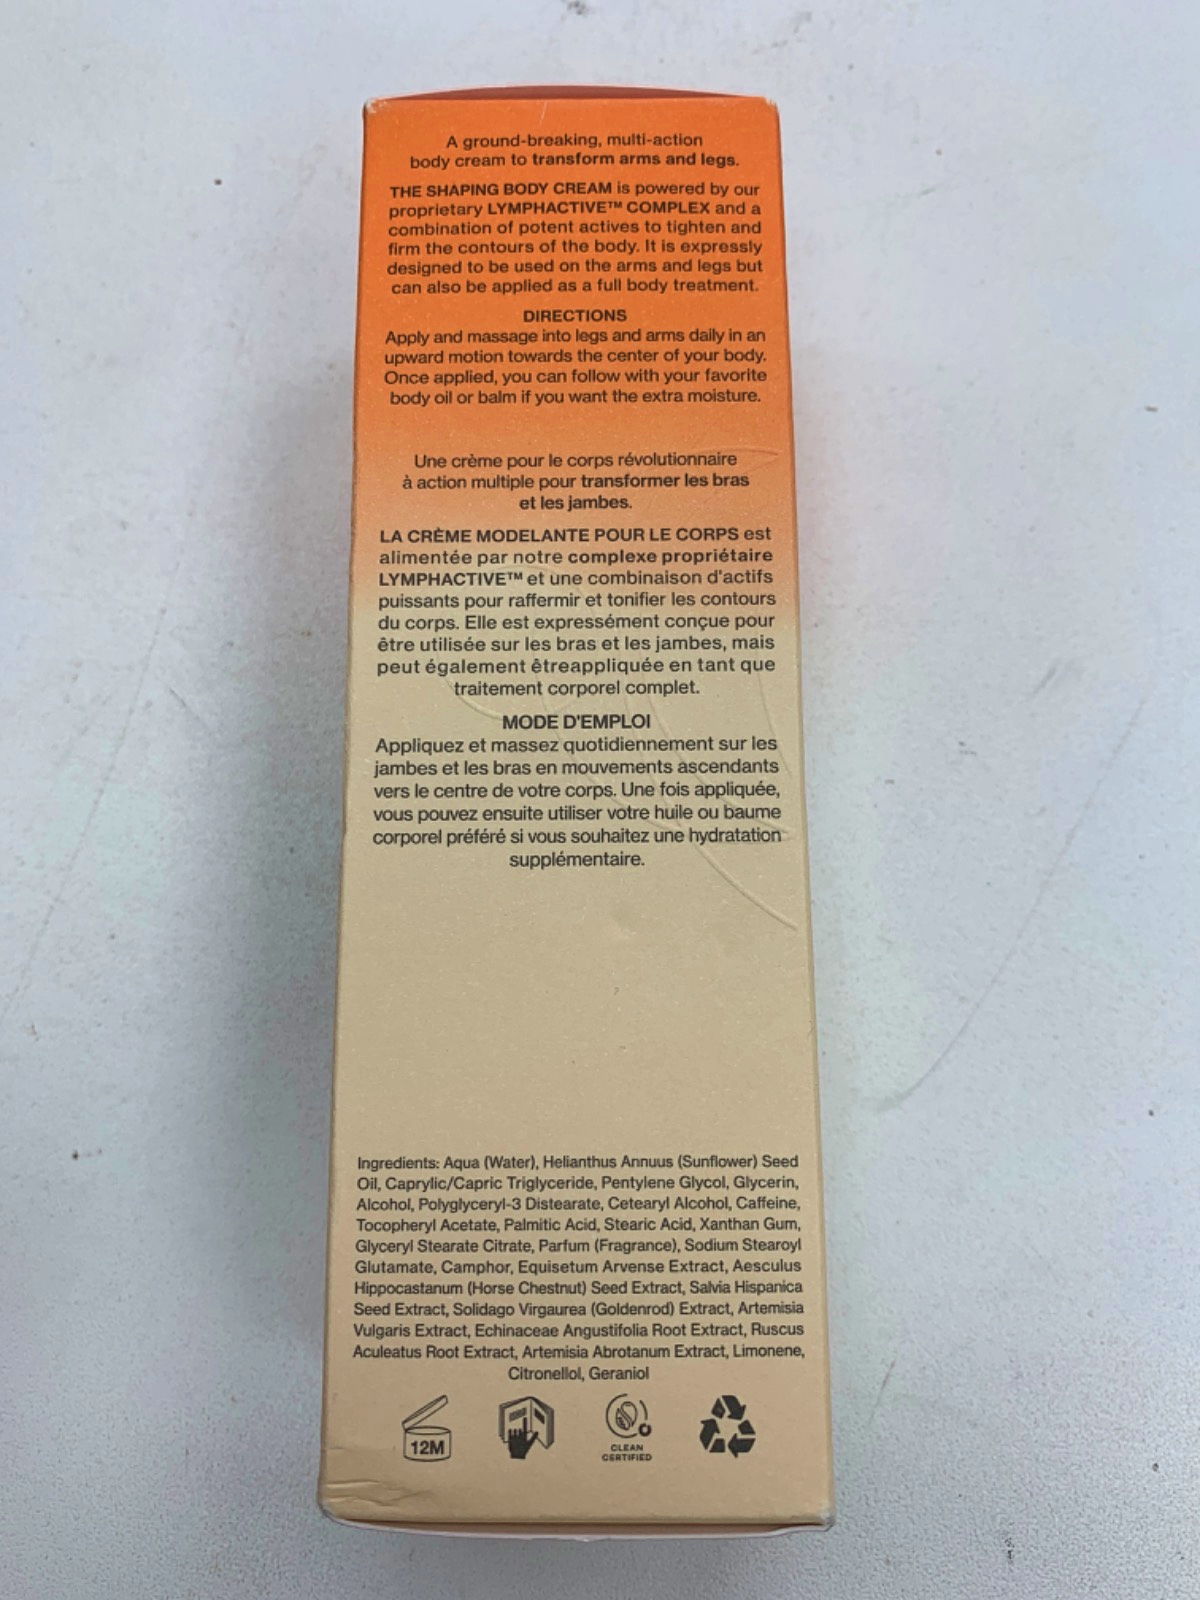 A ground-breaking, multi-action
body cream to transform arms and legs.
THE SHAPING BODY CREAM is powered by our
proprietary LYMPHACTIVE™ COMPLEX and a
combination of potent actives to tighten and
firm the contours of the body. It is expressly
designed to be used on the arms and legs but
can also be applied as a full body treatment.
DIRECTIONS
Apply and massage into legs and arms daily in an
upward motion towards the center of your body.
Once applied, you can follow with your favorite
body oil or balm if you want the extra moisture.
Une crème pour le corps révolutionnaire
à action multiple pour transformer les bras
et les jambes.
LA CRÈME MODELANTE POUR LE CORPS est
alimentée par notre complexe propriétaire
LYMPHACTIVE™ et une combinaison d'actifs
puissants pour raffermir et tonifier les contours
du corps. Elle est expressément conçue pour
être utilisée sur les bras et les jambes, mais
peut également êtreappliquée en tant que
traitement corporel complet.
MODE D'EMPLOI
Appliquez et massez quotidiennement sur les
jambes et les bras en mouvements ascendants
vers le centre de votre corps. Une fois appliquée,
vous pouvez ensuite utiliser votre huile ou baume
corporel préféré si vous souhaitez une hydratation
supplémentaire.
Ingredients: Aqua (Water), Helianthus Annuus (Sunflower) Seed
Oil, Caprylic/Capric Triglyceride, Pentylene Glycol, Glycerin,
Alcohol, Polyglyceryl-3 Distearate, Cetearyl Alcohol, Caffeine,
Tocopheryl Acetate, Palmitic Acid, Stearic Acid, Xanthan Gum,
Glyceryl Stearate Citrate, Parfum (Fragrance), Sodium Stearoyl
Glutamate, Camphor, Equisetum Arvense Extract, Aesculus
Hippocastanum (Horse Chestnut) Seed Extract, Salvia Hispanica
Seed Extract, Solidago Virgaurea (Goldenrod) Extract, Artemisia
Vulgaris Extract, Echinaceae Angustifolia Root Extract, Ruscus
Aculeatus Root Extract, Artemisia Abrotanum Extract, Limonene,
Citronellol, Geraniol
12M
CLEAN
CERTIFIED